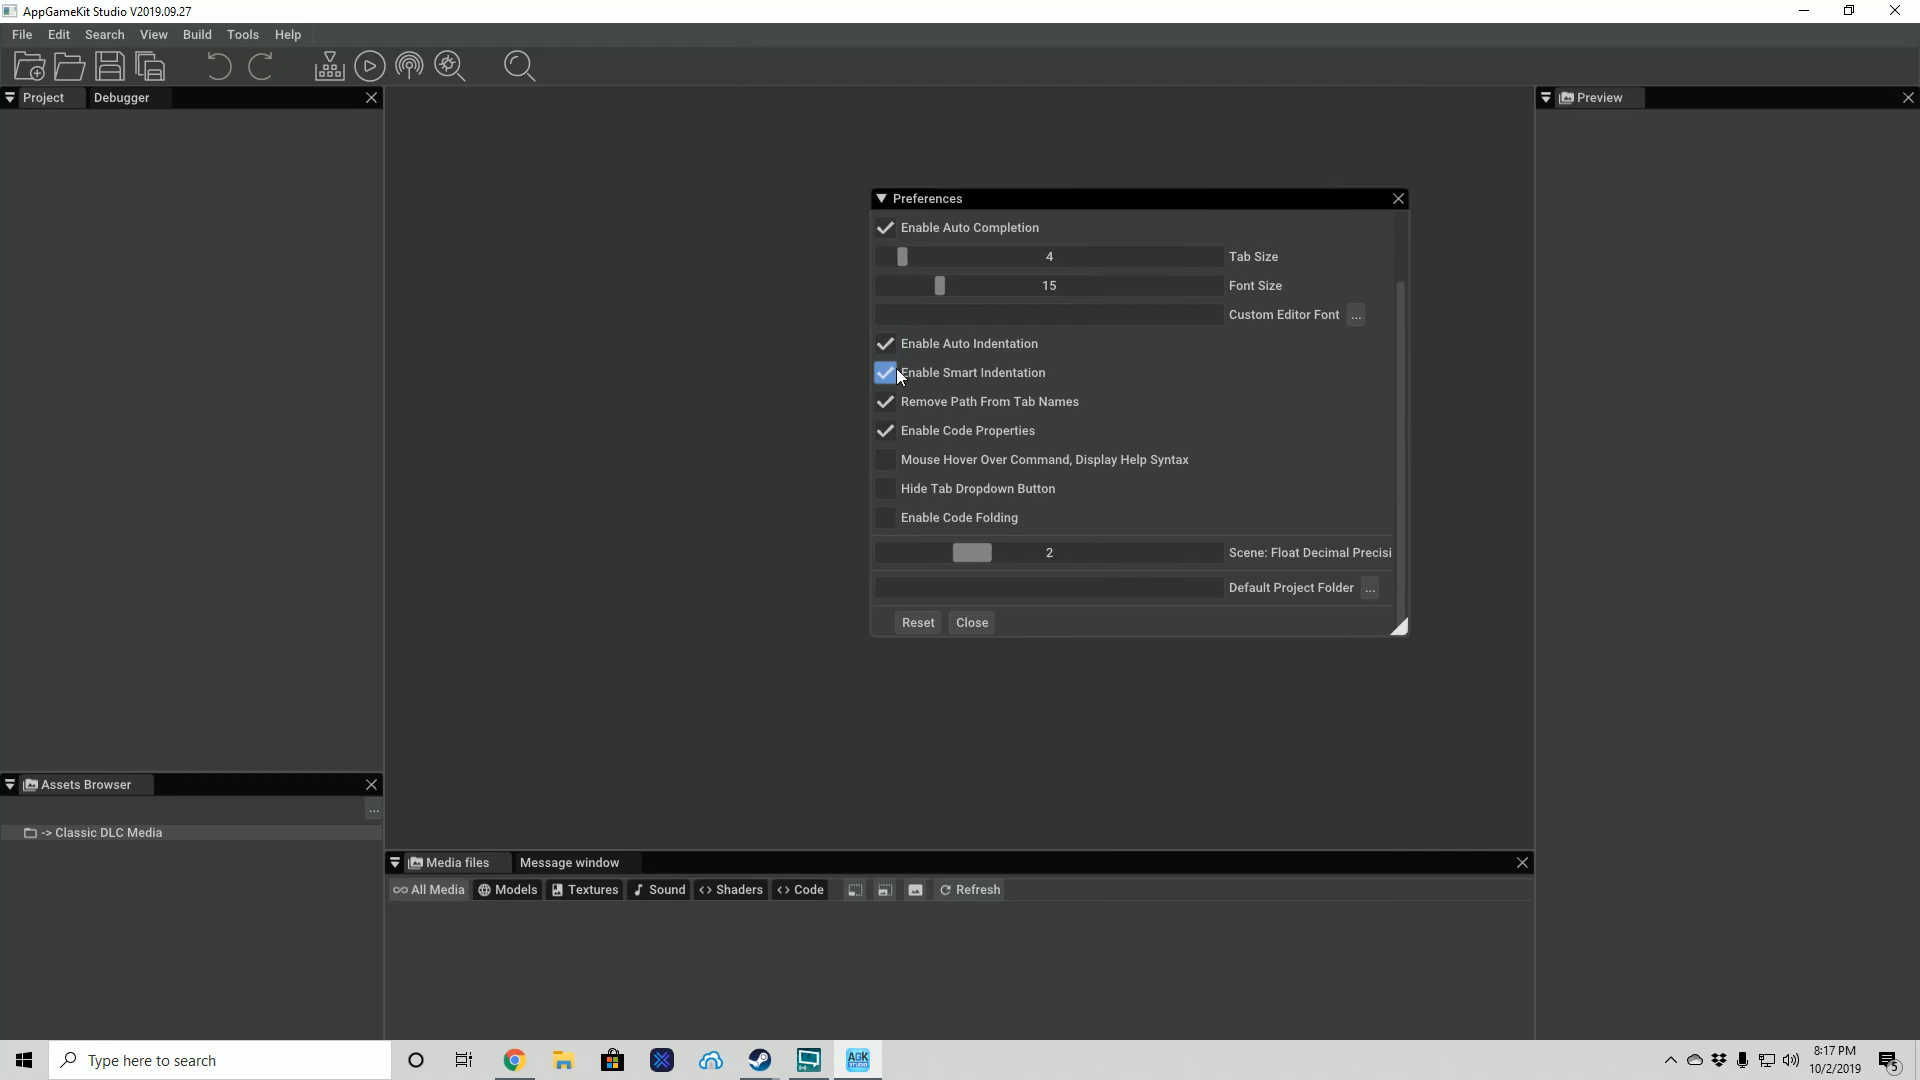 AppGameKit Studio V2019.09.27
File Edit Search View Build Tools Help
Project Debugger
Preview
Preferences
Enable Auto Completion
4 Tab Size
15 Font Size
Custom Editor Font ...
Enable Auto Indentation
Enable Smart Indentation
Remove Path From Tab Names
Enable Code Properties
Mouse Hover Over Command, Display Help Syntax
Hide Tab Dropdown Button
Enable Code Folding
2 Scene: Float Decimal Precisi
Default Project Folder ...
Reset Close
Assets Browser
...
-> Classic DLC Media
Media files Message window
All Media Models Textures Sound <> Shaders <> Code Refresh
Type here to search
AGK STUDIO
8:17 PM
10/2/2019
5